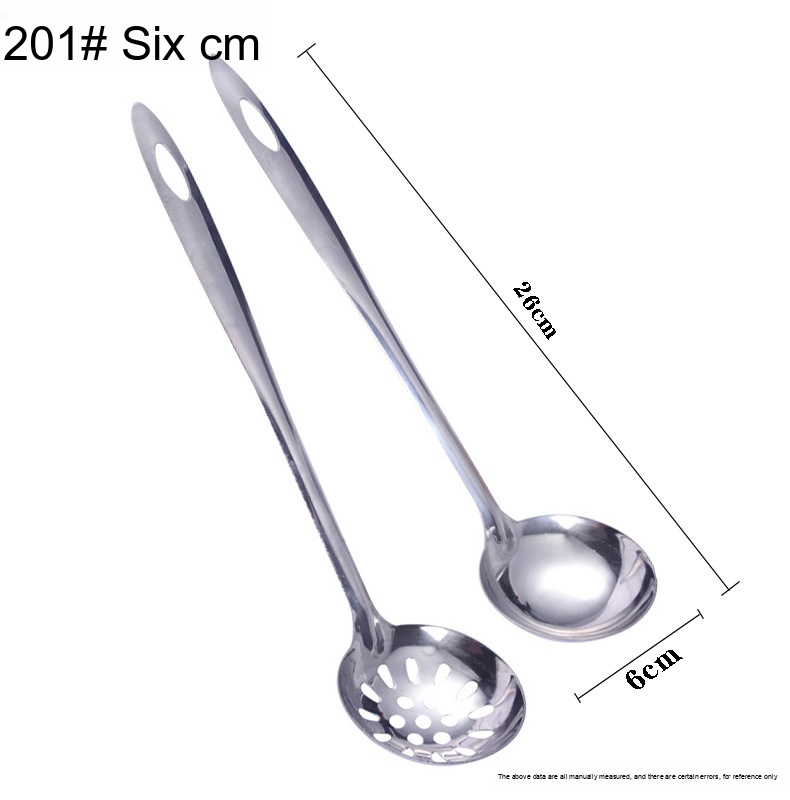 201# Six cm
26cm
6cm
The above data are all manually measured, and there are certain errors, for reference only